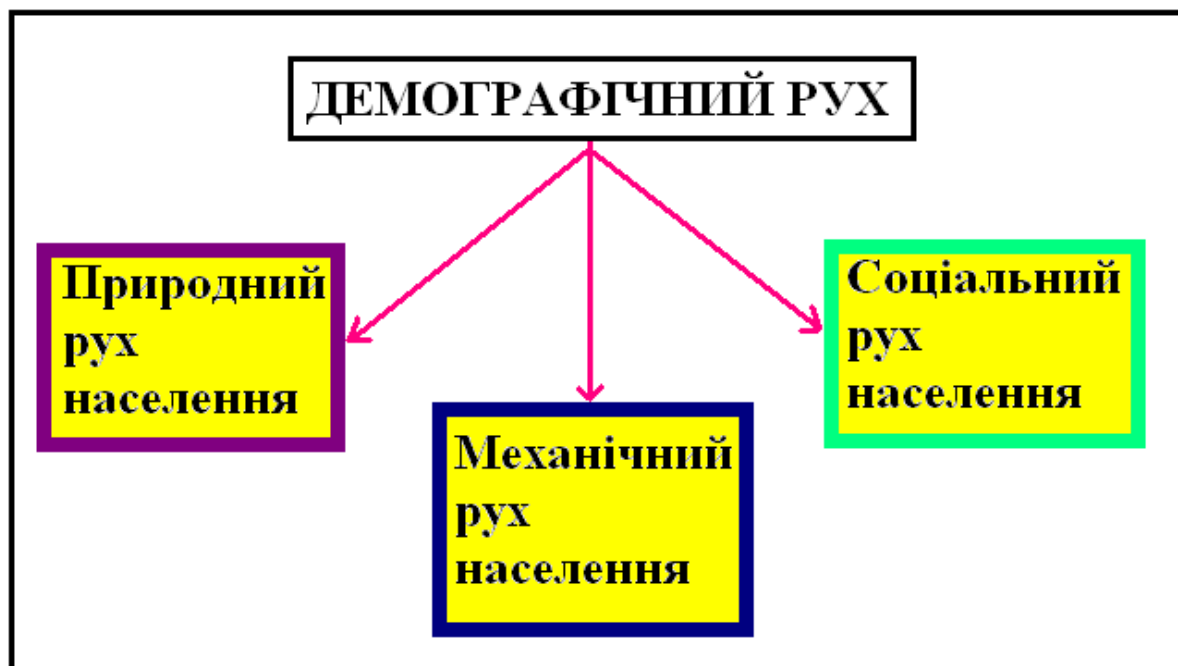 ДЕМОГРАФІЧНИЙ РУХ
Природний
рух
населення
Механічний
рух
населення
Соціальний
рух
населення